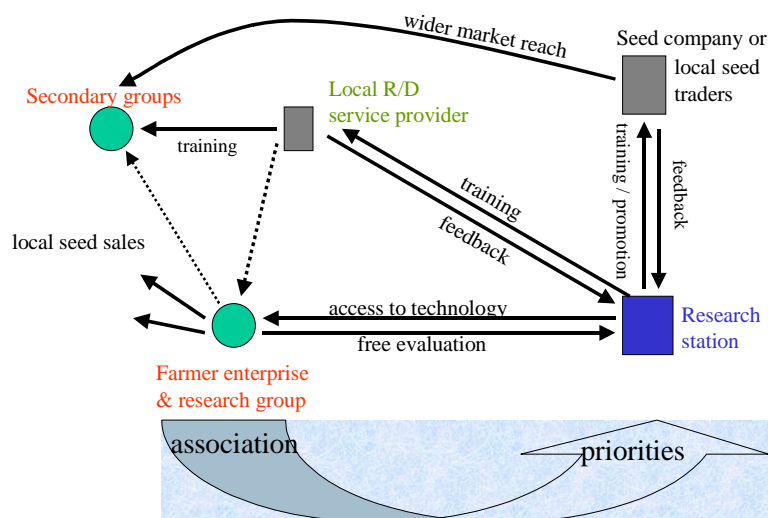 wider market reach
Seed company or
local seed
traders
Secondary groups
Local R/D
service provider
training
training
feedback
training / promotion
feedback
local seed sales
access to technology
free evaluation
Research
station
Farmer enterprise
& research group
association
priorities